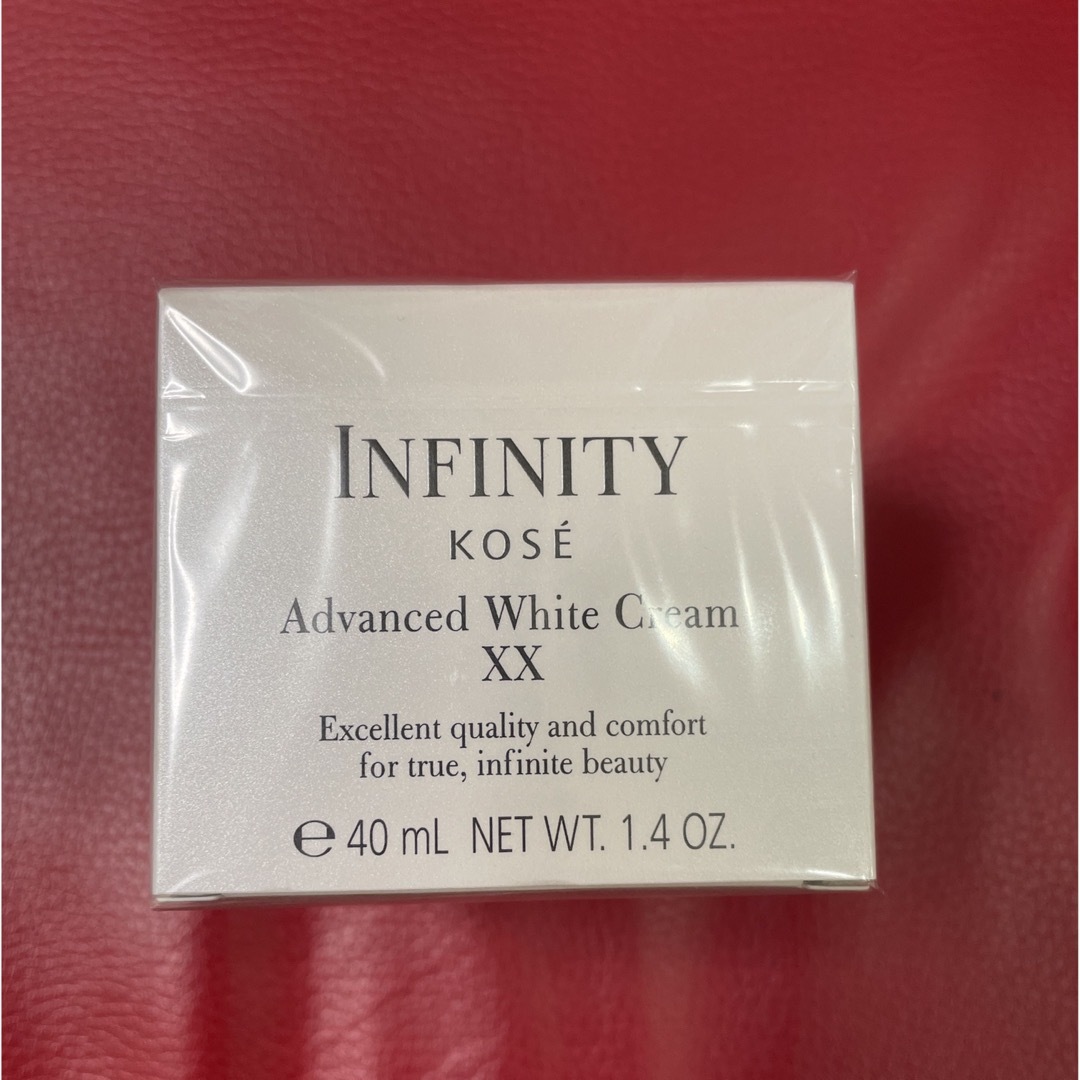 INFINITY
KOSÉ
Advanced White Cream
XX
Excellent quality and comfort
for true, infinite beauty
℮ 40 mL NET WT. 1.4 OZ.